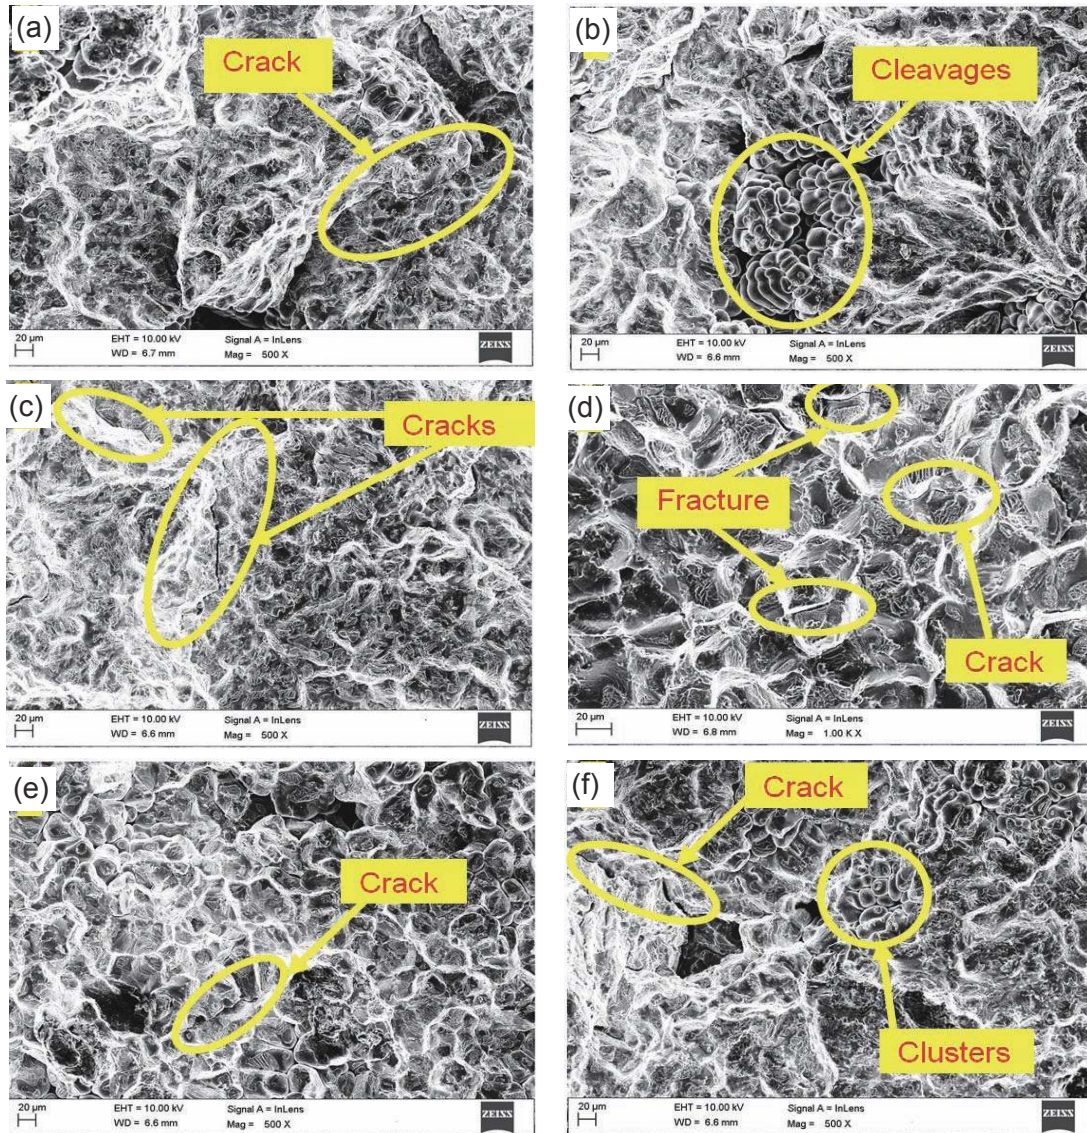 (a)
Crack
20 µm
EHT = 10.00 kV
Signal A = InLens
WD = 6.7 mm
Mag = 500 X
ZEISS
(b)
Cleavages
20 µm
EHT = 10.00 kV
Signal A = InLens
WD = 6.6 mm
Mag = 500 X
ZEISS
(c)
Cracks
20 µm
EHT = 10.00 kV
Signal A = InLens
WD = 6.6 mm
Mag = 500 X
ZEISS
(d)
Fracture
Crack
20 µm
EHT = 10.00 kV
Signal A = InLens
WD = 6.8 mm
Mag = 1.00 K X
ZEISS
(e)
Crack
20 µm
EHT = 10.00 kV
Signal A = InLens
WD = 6.6 mm
Mag = 500 X
ZEISS
(f)
Crack
Clusters
20 µm
EHT = 10.00 kV
Signal A = InLens
WD = 6.6 mm
Mag = 500 X
ZEISS